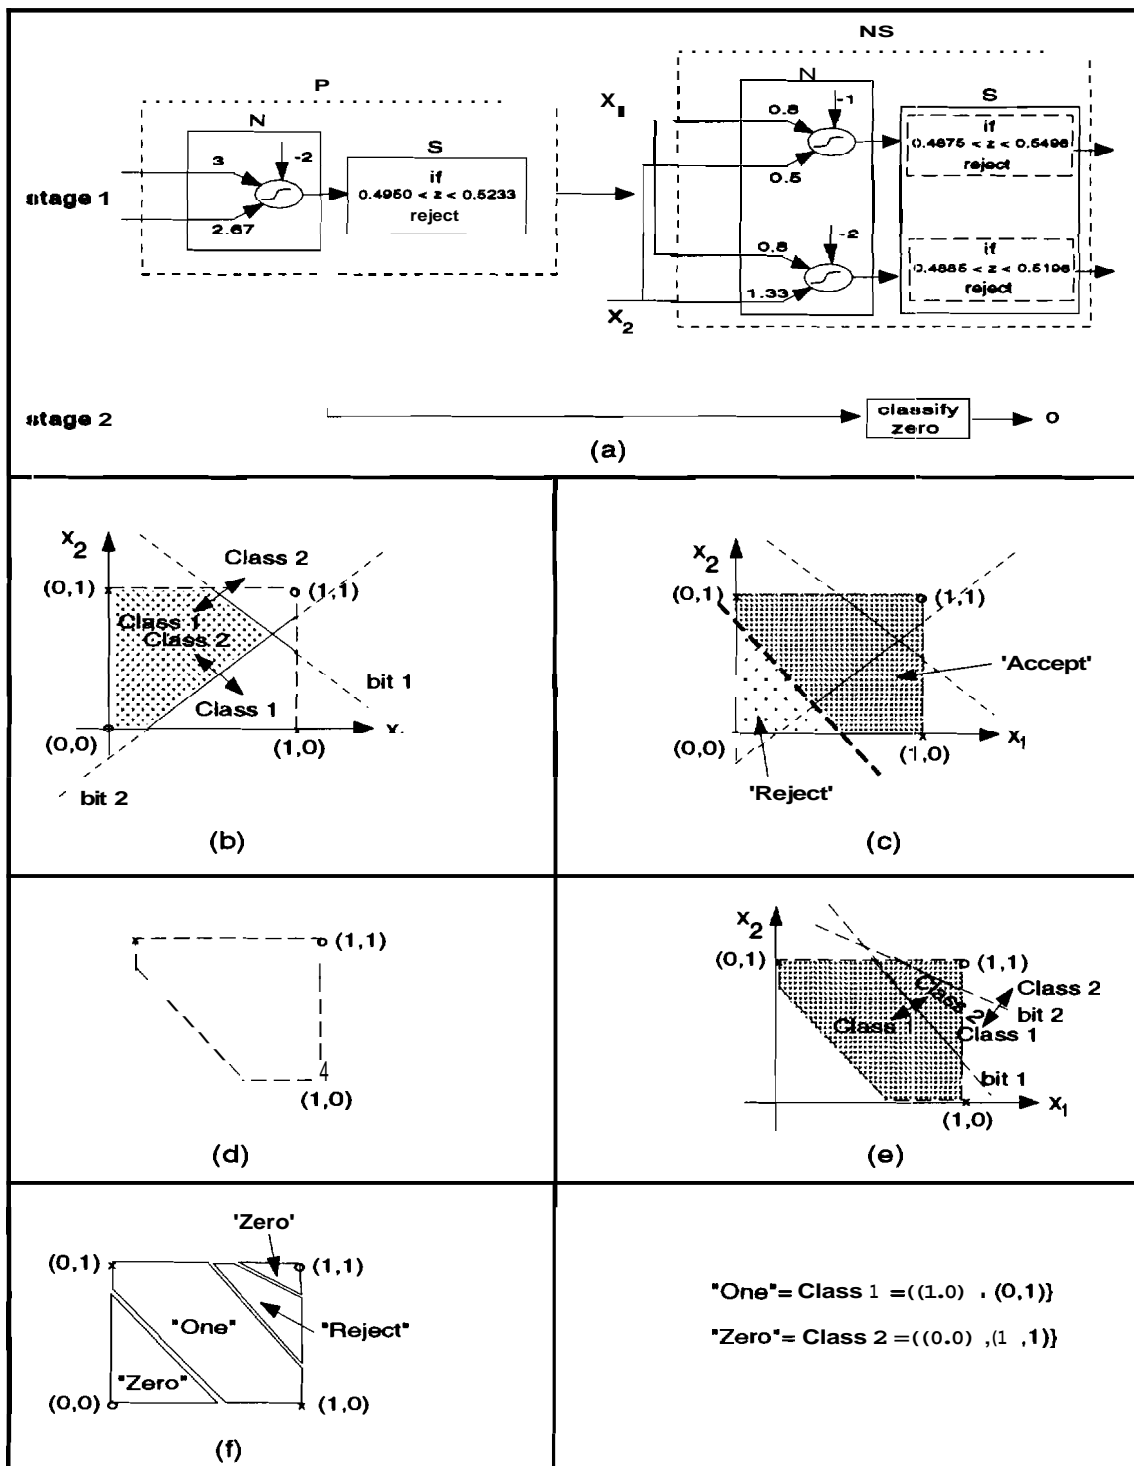 NS
P
N
-2
3
2.67
S
if
0.4950 < z < 0.5233
reject
stage 1
X
X2
N
-1
0.8
0.5
-2
0.8
1.33
S
if
0.4875 < z < 0.5496
reject
if
0.4885 < z < 0.5196
reject
stage 2
classify
zero
0
(a)
X2
(0,1)
Class 2
(1,1)
Class 1
Class 2
Class 1
bit 1
(0,0)
(1,0)
X
bit 2
(b)
X2
(0,1)
(1,1)
'Accept'
(0,0)
(1,0)
X1
'Reject'
(c)
(1,1)
4
(1,0)
(d)
X2
(0,1)
(1,1)
Class 2
Class 2
bit 2
Class 1
Class 1
bit 1
(1,0)
X1
(e)
'Zero'
(0,1)
(1,1)
"One"
"Reject"
"Zero"
(0,0)
(1,0)
(f)
"One"= Class 1 =((1.0) , (0,1)}
"Zero"= Class 2 =((0.0) ,(1 ,1)}